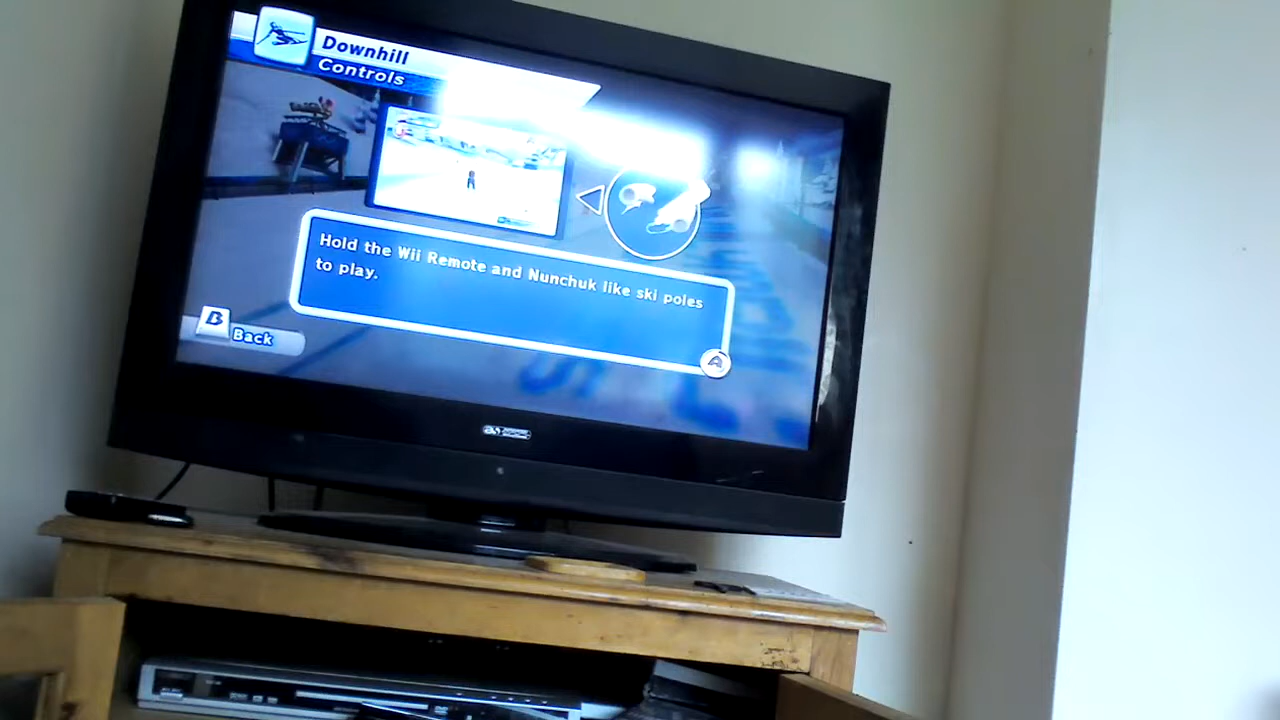 Downhill
Controls
Hold the Wii Remote and Nunchuk like ski poles
to play.
B
Back
A